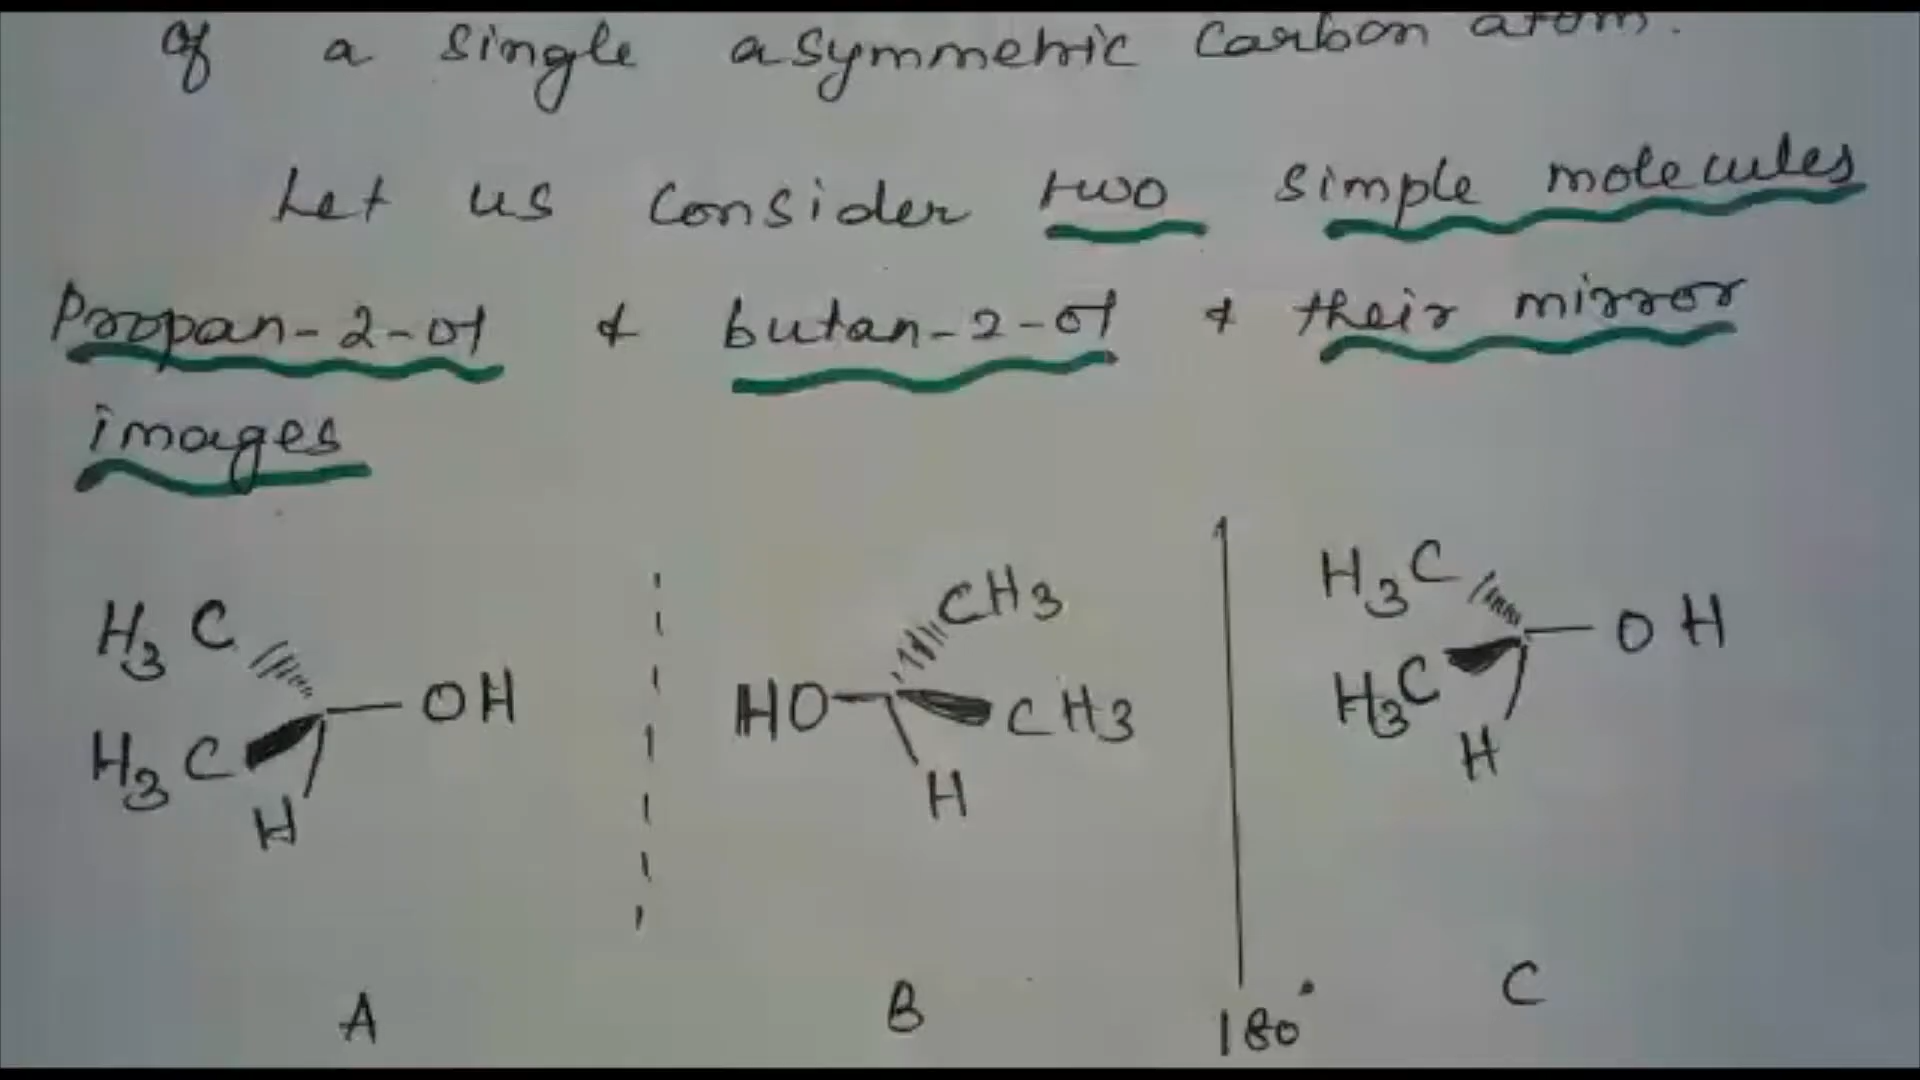 of a single asymmetric carbon atom.
Let us consider two simple molecules
Propan-2-ol & butan-2-ol & their mirror
images
H3C CH3 H3C
OH HO CH3 OH
H3C H3C
H H H
A B 180° C